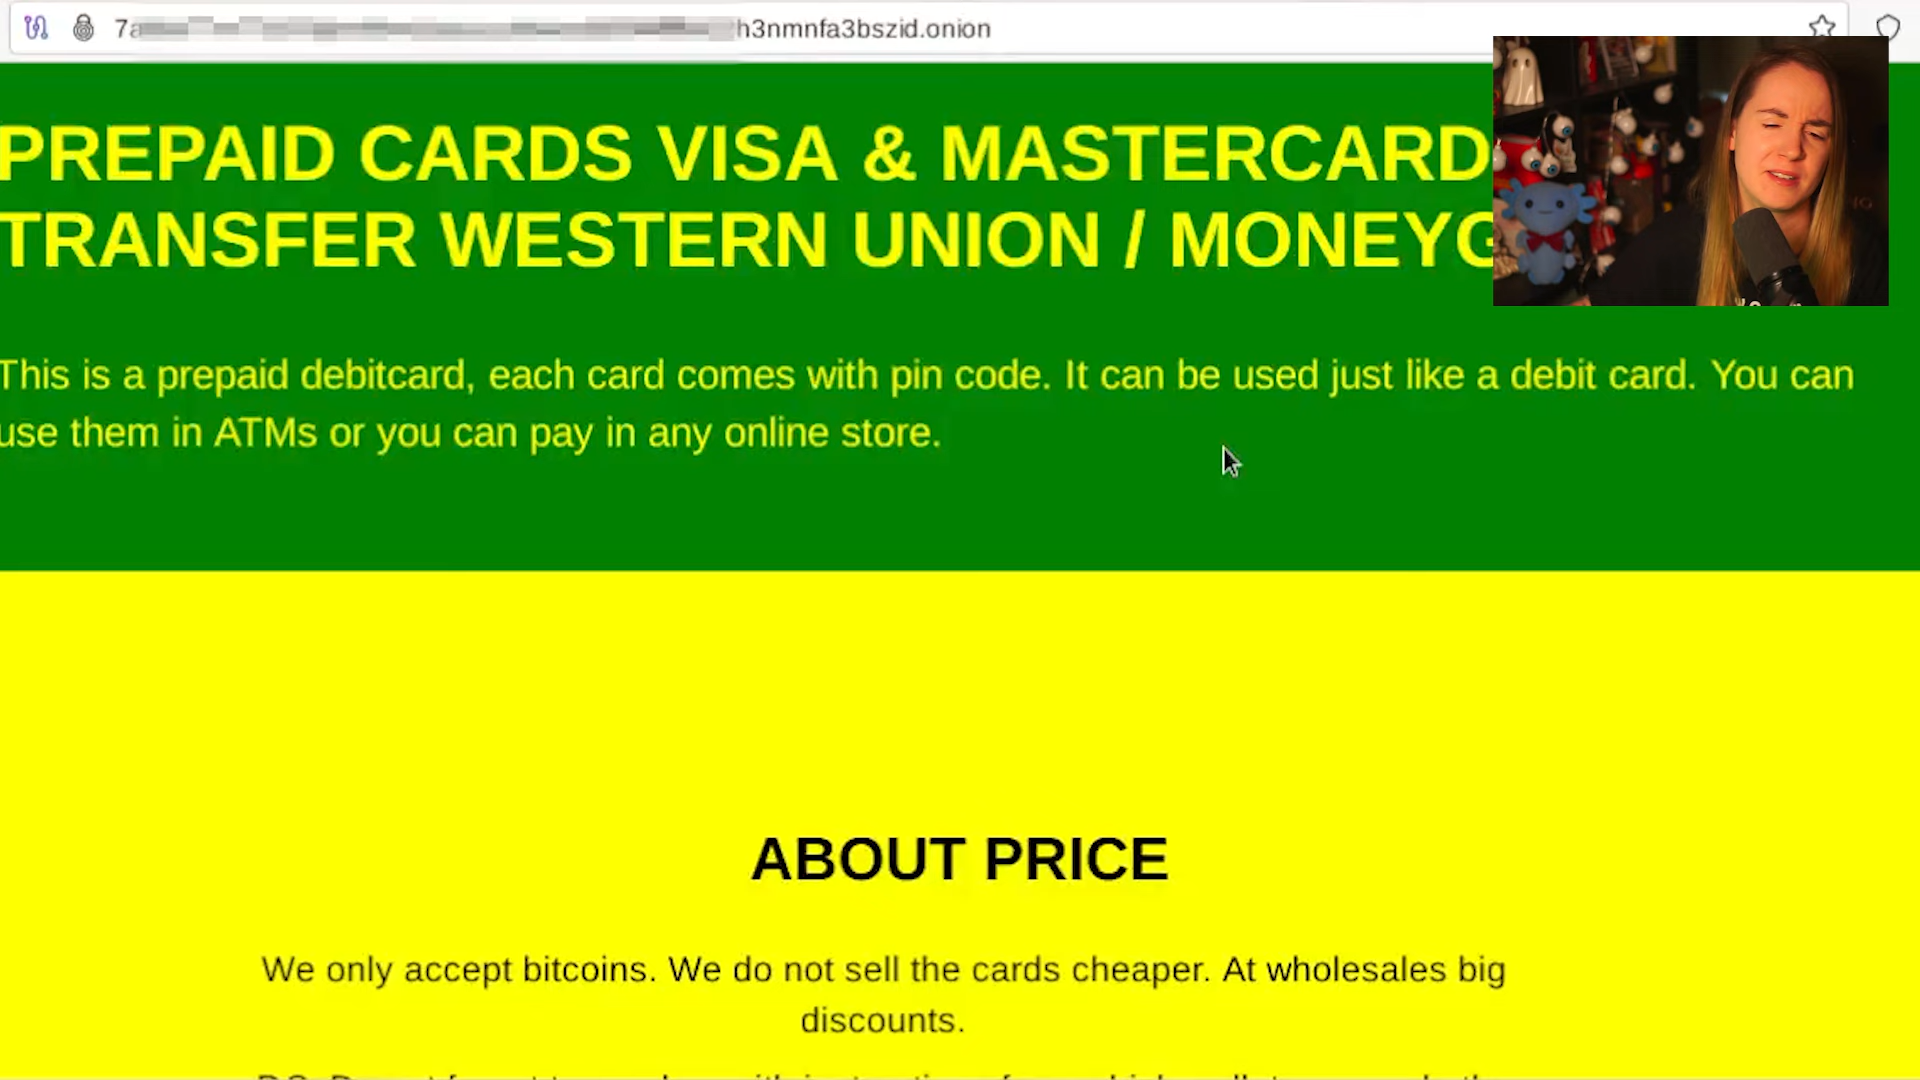 h3nmnfa3bszid.onion
PREPAID CARDS VISA & MASTERCARD
TRANSFER WESTERN UNION / MONEYG
This is a prepaid debitcard, each card comes with pin code. It can be used just like a debit card. You can
use them in ATMs or you can pay in any online store.
ABOUT PRICE
We only accept bitcoins. We do not sell the cards cheaper. At wholesales big
discounts.